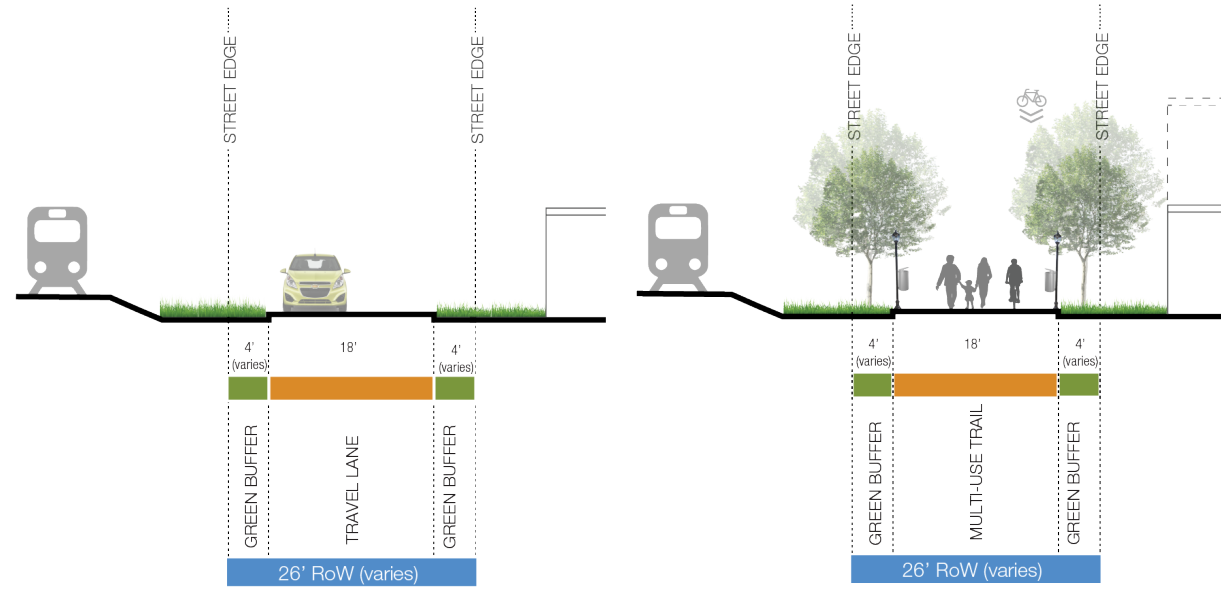 STREET EDGE
STREET EDGE
4'
(varies)
18'
4'
(varies)
GREEN BUFFER
TRAVEL LANE
GREEN BUFFER
26' RoW (varies)
STREET EDGE
STREET EDGE
4'
(varies)
18'
4'
(varies)
GREEN BUFFER
MULTI-USE TRAIL
GREEN BUFFER
26' RoW (varies)